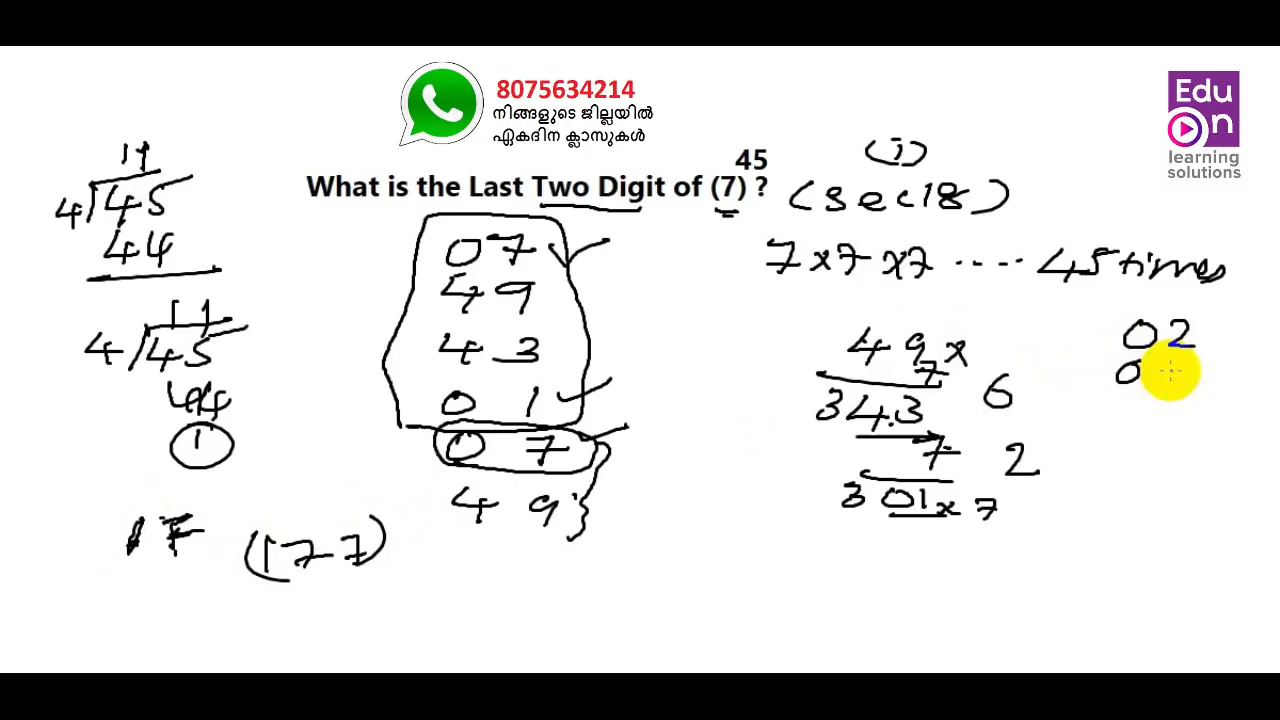 8075634214
നിങ്ങളുടെ ജില്ലയിൽ
ഏകദിന ക്ലാസുകൾ
Edu
On
learning
solutions
What is the Last Two Digit of (7)45 ?
(i)
(sec18)
7×7×7 ..... 45 times
11
4 45
44
11
4 45
44
1
07
49
43
01
07
49
(177)
49×
7
343
7
301×7
6
2
02
0